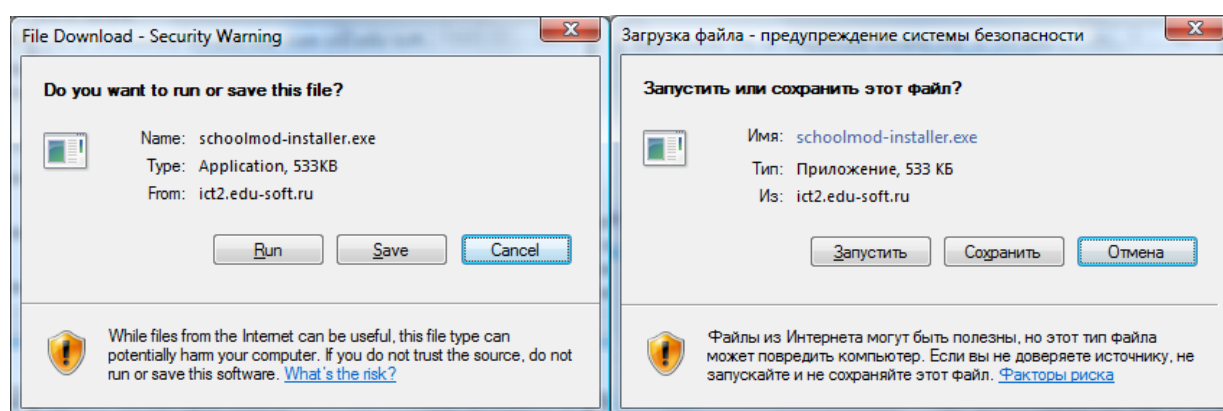 File Download - Security Warning
Do you want to run or save this file?
Name: schoolmod-installer.exe
Type: Application, 533KB
From: ict2.edu-soft.ru
Run Save Cancel
While files from the Internet can be useful, this file type can
potentially harm your computer. If you do not trust the source, do not
run or save this software. What's the risk?
Загрузка файла - предупреждение системы безопасности
Запустить или сохранить этот файл?
Имя: schoolmod-installer.exe
Тип: Приложение, 533 КБ
Из: ict2.edu-soft.ru
Запустить Сохранить Отмена
Файлы из Интернета могут быть полезны, но этот тип файла
может повредить компьютер. Если вы не доверяете источнику, не
запускайте и не сохраняйте этот файл. Факторы риска